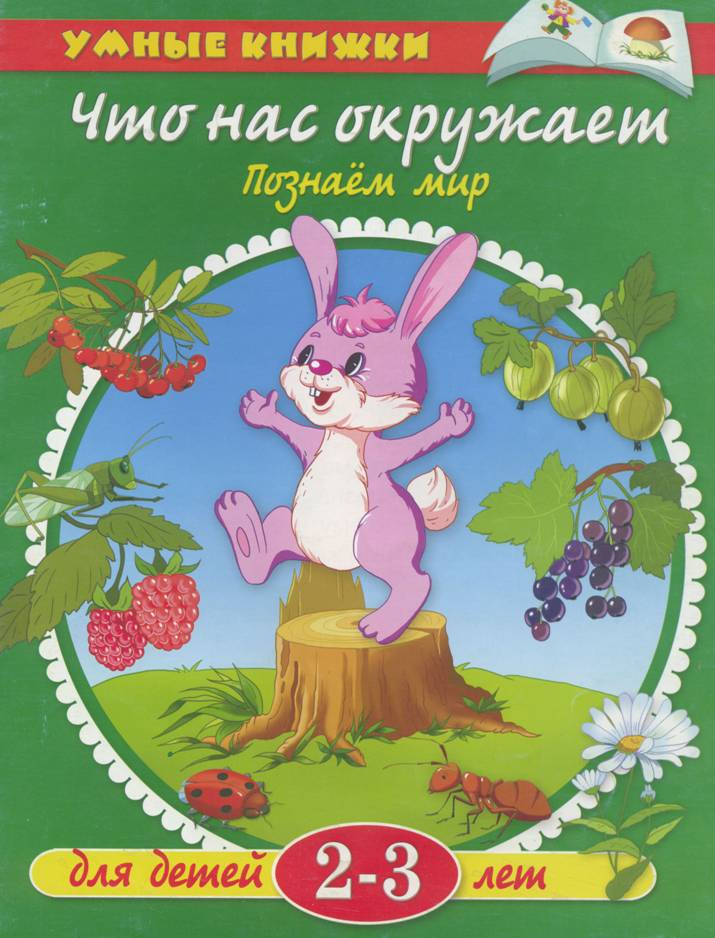 УМНЫЕ КНИЖКИ
Что нас окружает
Познаём мир
для детей 2-3 лет